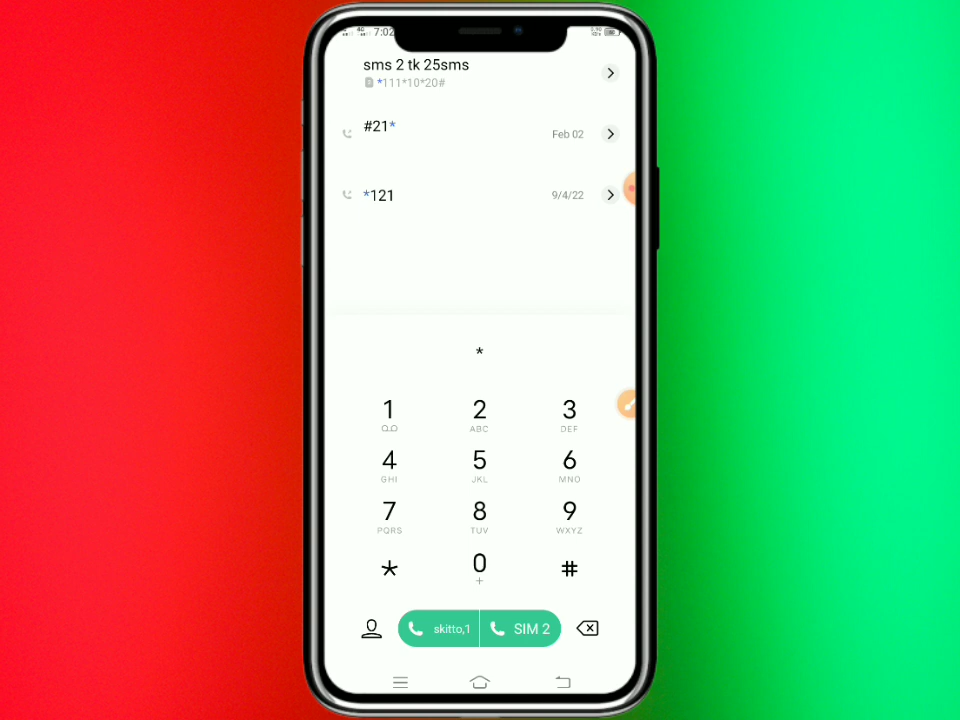 4G 7:02
sms 2 tk 25sms
*111*10*20#
#21*
Feb 02
*121
9/4/22
*
1 2 3
ABC DEF
4 5 6
GHI JKL MNO
7 8 9
PQRS TUV WXYZ
* 0 #
+
skitto,1 SIM 2